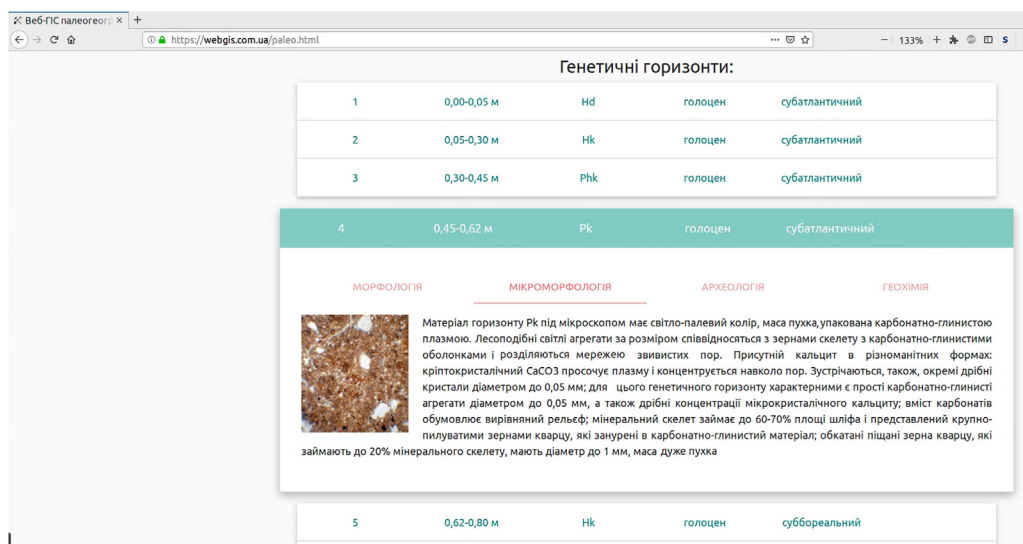 Веб-ГІС палеогеогр × +
https://webgis.com.ua/paleo.html ··· 133% S
Генетичні горизонти:
1 0,00-0,05 м Hd голоцен субатлантичний
2 0,05-0,30 м Hk голоцен субатлантичний
3 0,30-0,45 м Phk голоцен субатлантичний
4 0,45-0,62 м Pk голоцен субатлантичний
МОРФОЛОГІЯ МІКРОМОРФОЛОГІЯ АРХЕОЛОГІЯ ГЕОХІМІЯ
Матеріал горизонту Pk під мікроскопом має світло-палевий колір, маса пухка,упакована карбонатно-глинистою
плазмою. Лесоподібні світлі агрегати за розміром співвідносяться з зернами скелету з карбонатно-глинистими
оболонками і розділяються мережею звивистих пор. Присутній кальцит в різноманітних формах:
кріптокристалічний CaCO3 просочує плазму і концентрується навколо пор. Зустрічаються, також, окремі дрібні
кристали діаметром до 0,05 мм; для цього генетичного горизонту характерними є прості карбонатно-глинисті
агрегати діаметром до 0,05 мм, а також дрібні концентрації мікрокристалічного кальциту; вміст карбонатів
обумовлює вирівняний рельєф; мінеральний скелет займає до 60-70% площі шліфа і представлений крупно-
пилуватими зернами кварцу, які занурені в карбонатно-глинистий матеріал; обкатані піщані зерна кварцу, які
займають до 20% мінерального скелету, мають діаметр до 1 мм, маса дуже пухка
5 0,62-0,80 м Hk голоцен суббореальний